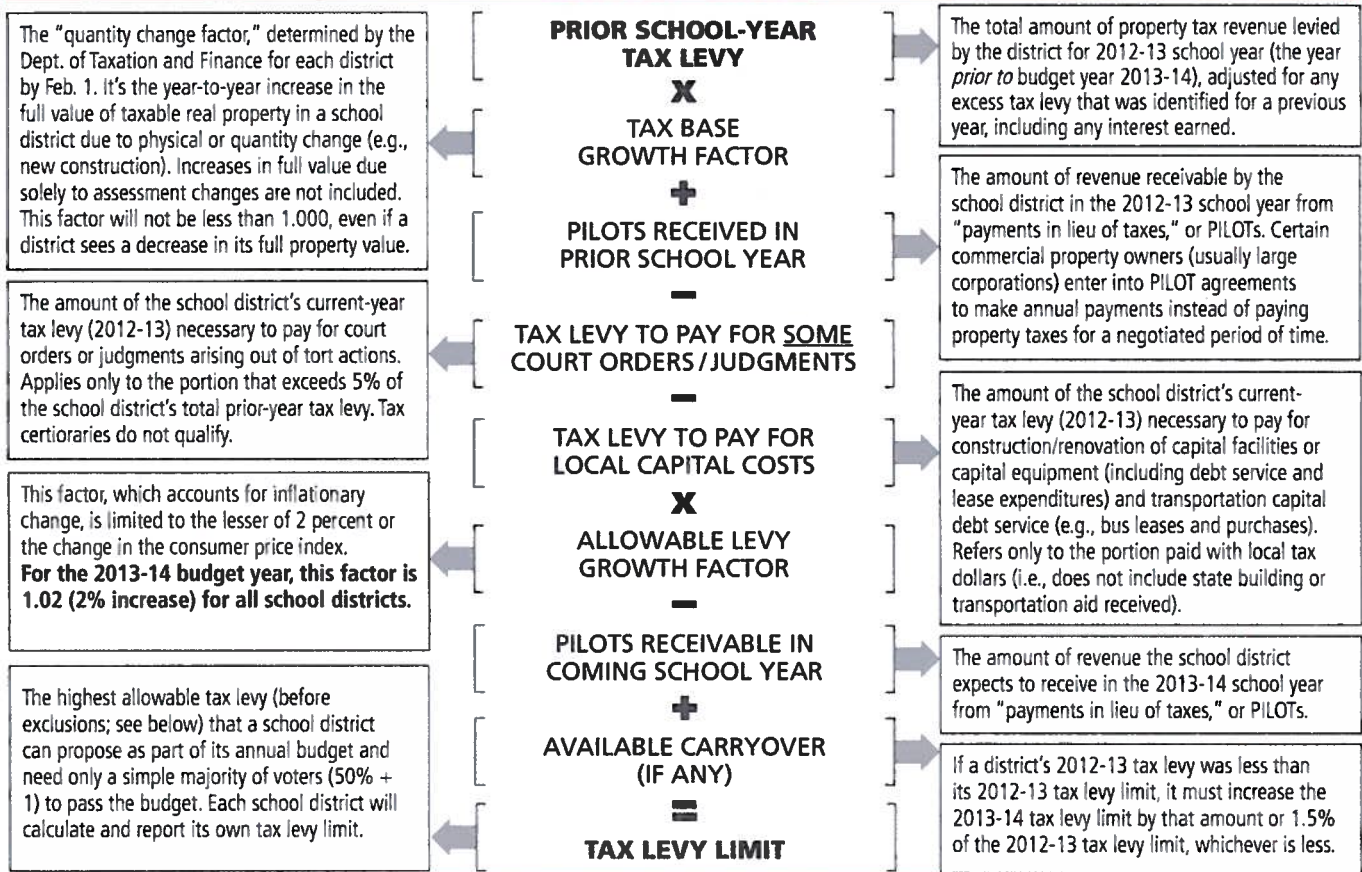 The "quantity change factor," determined by the
Dept. of Taxation and Finance for each district
by Feb. 1. It's the year-to-year increase in the
full value of taxable real property in a school
district due to physical or quantity change (e.g.,
new construction). Increases in full value due
solely to assessment changes are not included.
This factor will not be less than 1.000, even if a
district sees a decrease in its full property value.
The amount of the school district's current-year
tax levy (2012-13) necessary to pay for court
orders or judgments arising out of tort actions.
Applies only to the portion that exceeds 5% of
the school district's total prior-year tax levy. Tax
certioraries do not qualify.
This factor, which accounts for inflationary
change, is limited to the lesser of 2 percent or
the change in the consumer price index.
For the 2013-14 budget year, this factor is
1.02 (2% increase) for all school districts.
The highest allowable tax levy (before
exclusions; see below) that a school district
can propose as part of its annual budget and
need only a simple majority of voters (50% +
1) to pass the budget. Each school district will
calculate and report its own tax levy limit.
PRIOR SCHOOL-YEAR
TAX LEVY
X
TAX BASE
GROWTH FACTOR
+
PILOTS RECEIVED IN
PRIOR SCHOOL YEAR
–
TAX LEVY TO PAY FOR SOME
COURT ORDERS/JUDGMENTS
–
TAX LEVY TO PAY FOR
LOCAL CAPITAL COSTS
X
ALLOWABLE LEVY
GROWTH FACTOR
–
PILOTS RECEIVABLE IN
COMING SCHOOL YEAR
+
AVAILABLE CARRYOVER
(IF ANY)
=
TAX LEVY LIMIT
The total amount of property tax revenue levied
by the district for 2012-13 school year (the year
prior to budget year 2013-14), adjusted for any
excess tax levy that was identified for a previous
year, including any interest earned.
The amount of revenue receivable by the
school district in the 2012-13 school year from
"payments in lieu of taxes," or PILOTs. Certain
commercial property owners (usually large
corporations) enter into PILOT agreements
to make annual payments instead of paying
property taxes for a negotiated period of time.
The amount of the school district's current-
year tax levy (2012-13) necessary to pay for
construction/renovation of capital facilities or
capital equipment (including debt service and
lease expenditures) and transportation capital
debt service (e.g., bus leases and purchases).
Refers only to the portion paid with local tax
dollars (i.e., does not include state building or
transportation aid received).
The amount of revenue the school district
expects to receive in the 2013-14 school year
from "payments in lieu of taxes," or PILOTs.
If a district's 2012-13 tax levy was less than
its 2012-13 tax levy limit, it must increase the
2013-14 tax levy limit by that amount or 1.5%
of the 2012-13 tax levy limit, whichever is less.